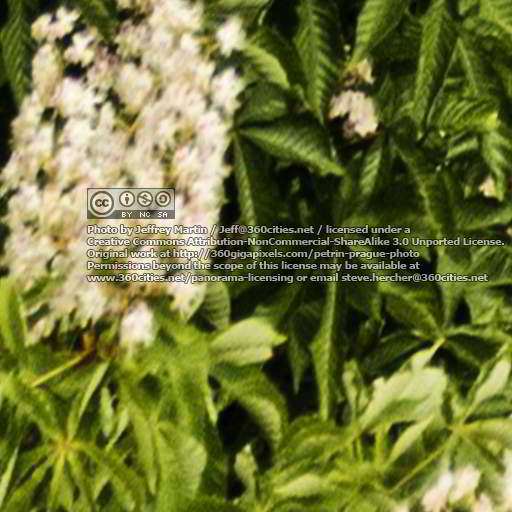 cc
BY NC SA
Photo by Jeffrey Martin / Jeff@360cities.net / licensed under a
Creative Commons Attribution-NonCommercial-ShareAlike 3.0 Unported License.
Original work at http://360gigapixels.com/petrin-prague-photo
Permissions beyond the scope of this license may be available at
www.360cities.net/panorama-licensing or email steve.hercher@360cities.net